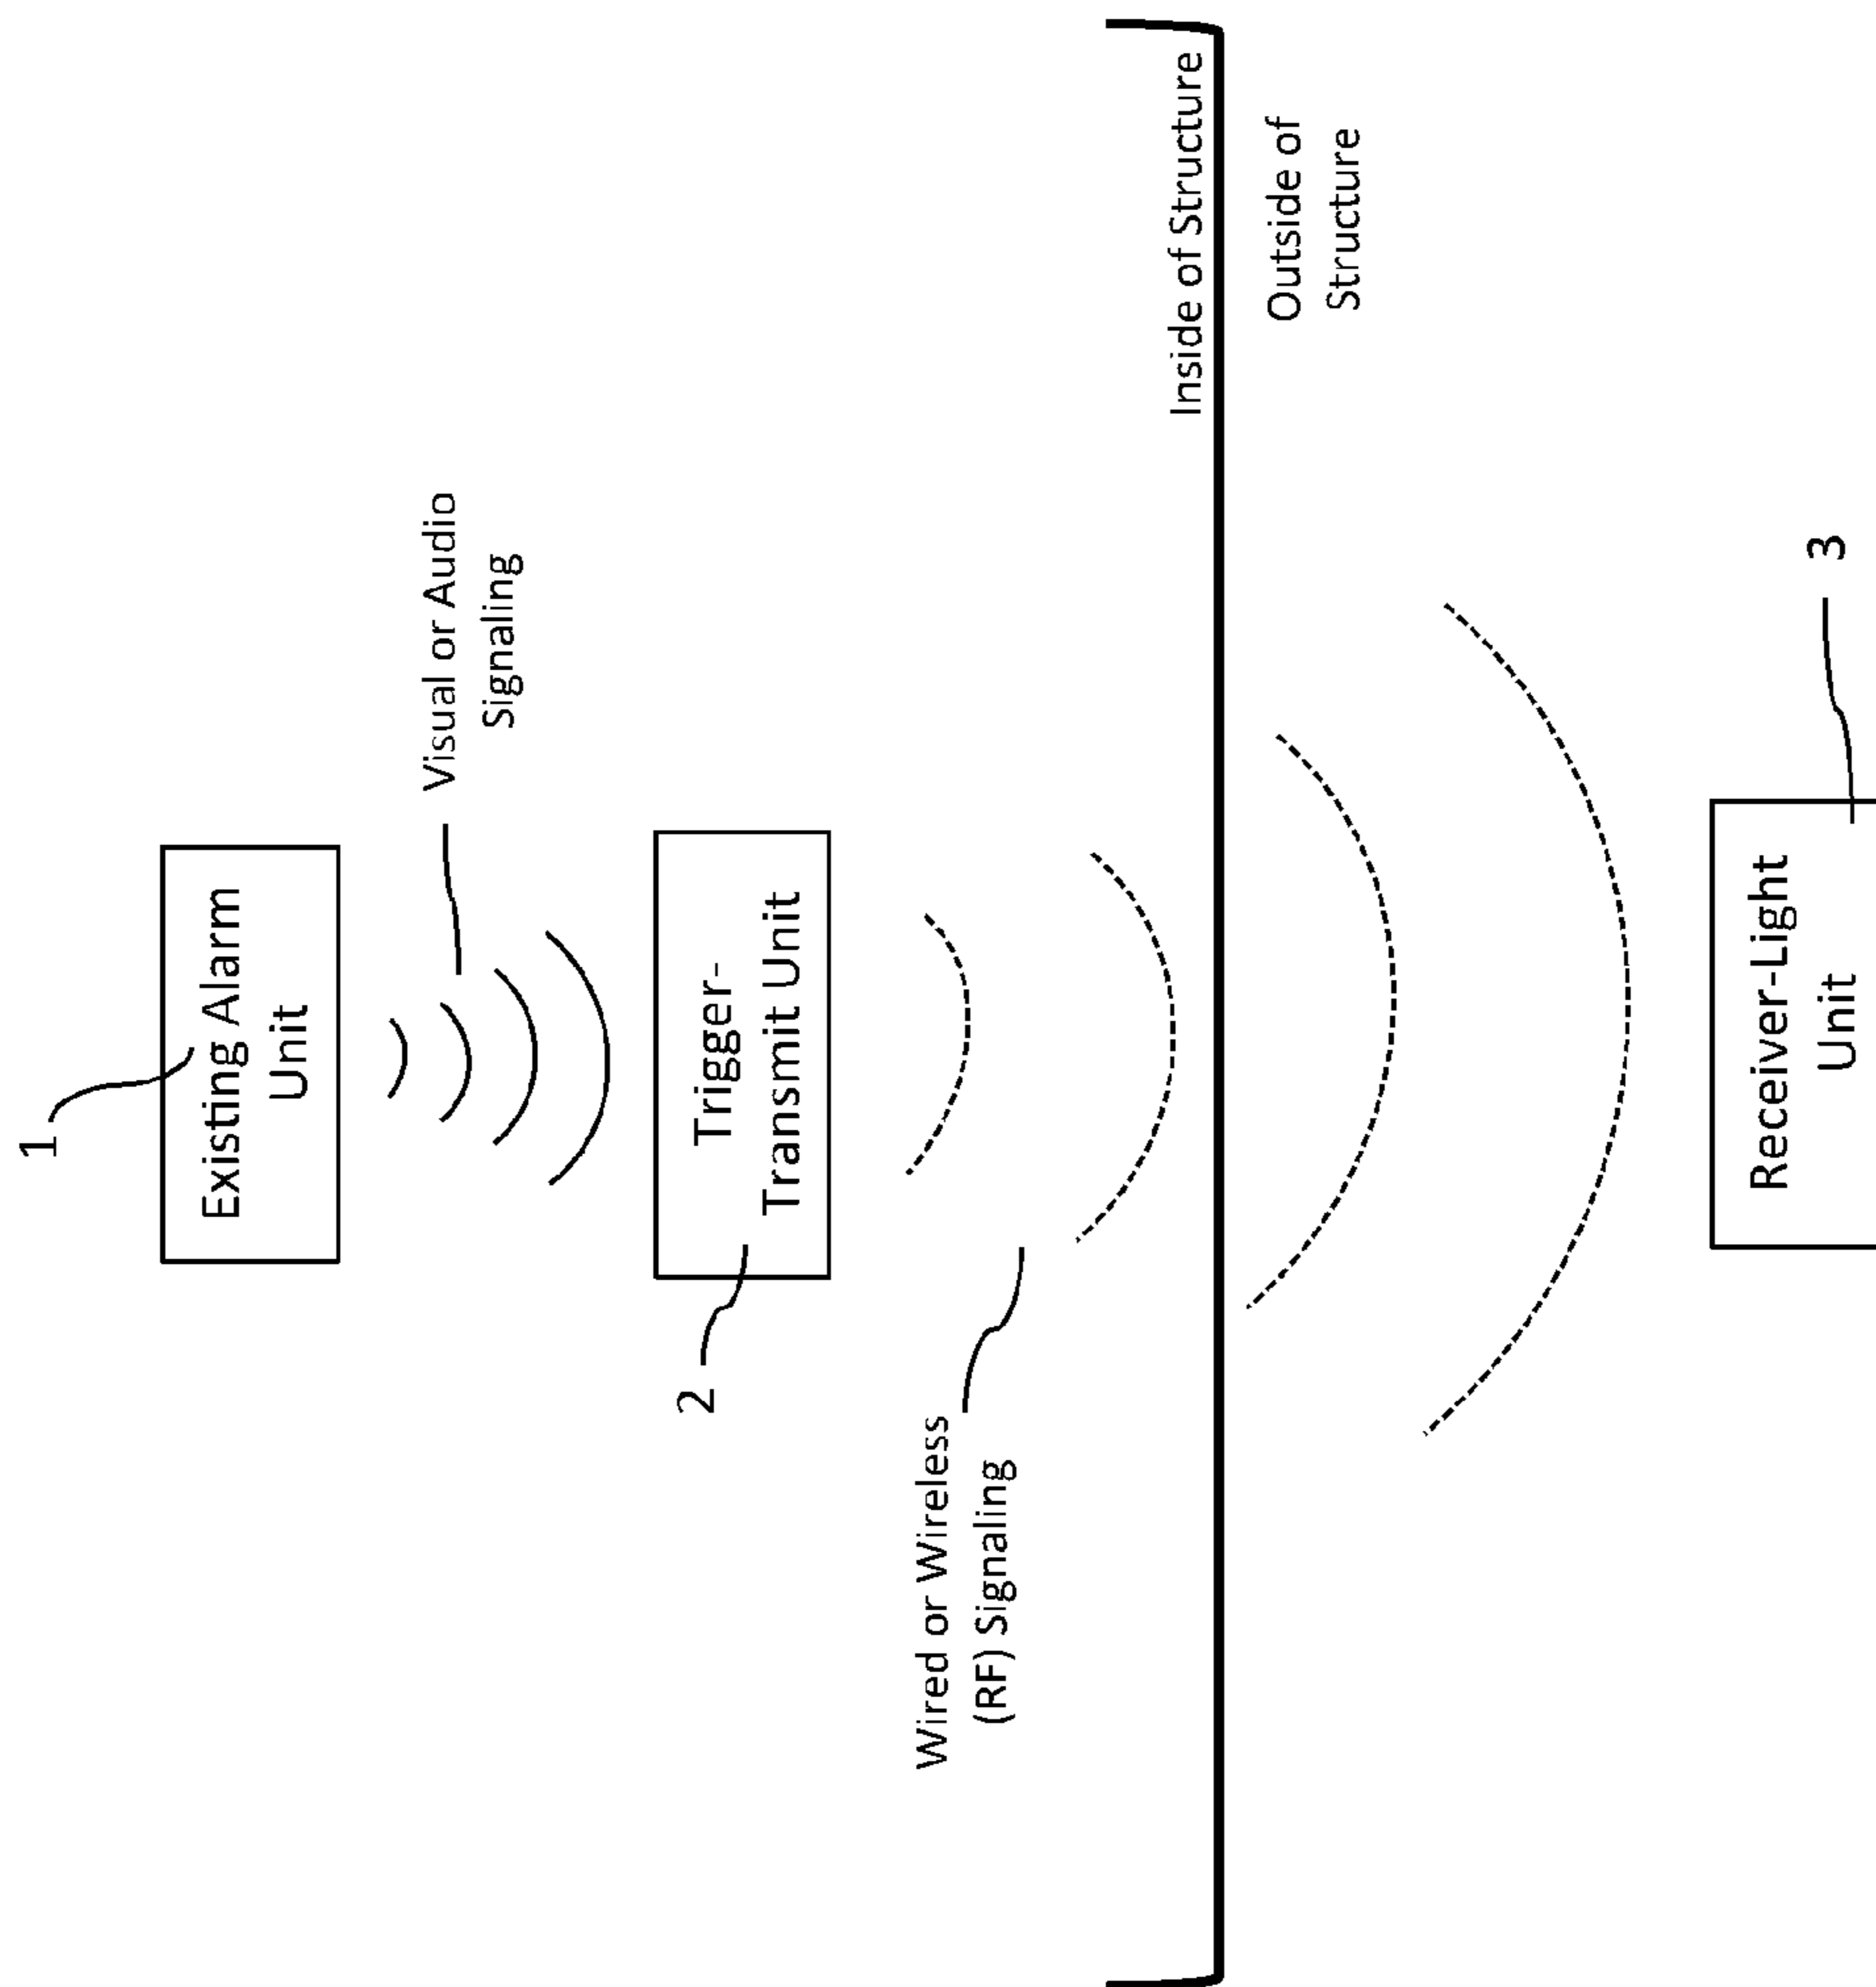 1
Existing Alarm
Unit
Visual or Audio
Signaling
2
Trigger-
Transmit Unit
Wired or Wireless
(RF) Signaling
Inside of Structure
Outside of
Structure
3
Receiver-Light
Unit